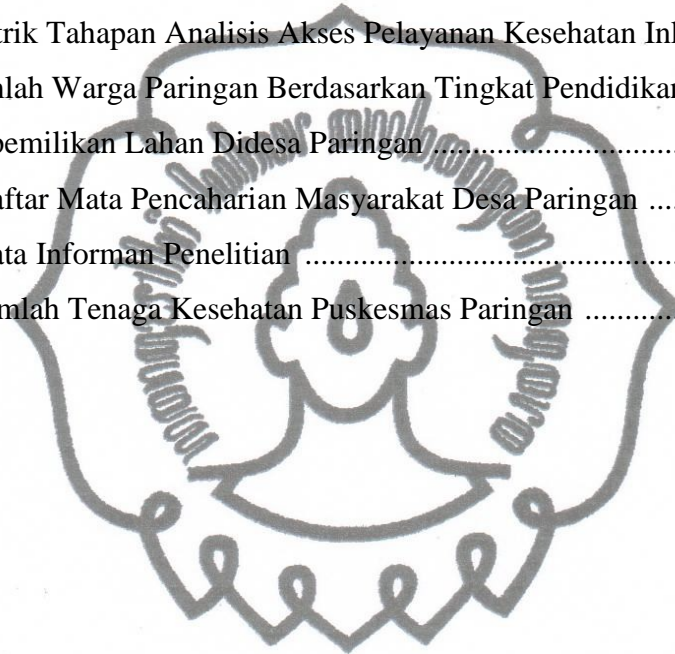 trik Tahapan Analisis Akses Pelayanan Kesehatan Inl
nlah Warga Paringan Berdasarkan Tingkat Pendidikan
pemilikan Lahan Didesa Paringan ............................
aftar Mata Pencaharian Masyarakat Desa Paringan ....
ata Informan Penelitian .............................................
mlah Tenaga Kesehatan Puskesmas Paringan ............